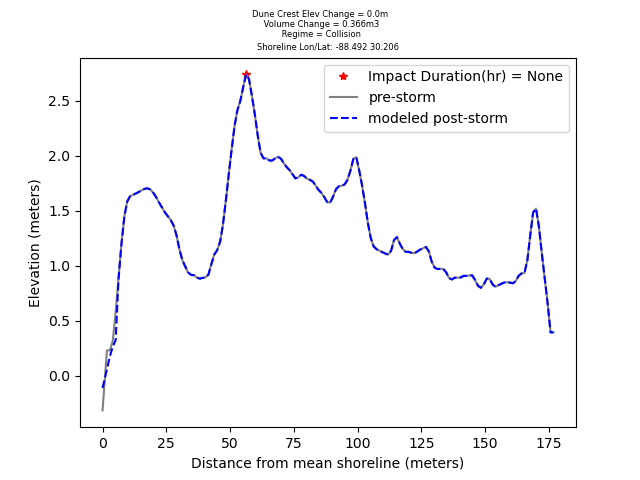 Dune Crest Elev Change = 0.0m
Volume Change = 0.366m3
Regime = Collision
Shoreline Lon/Lat: -88.492 30.206
Impact Duration(hr) = None
pre-storm
modeled post-storm
Elevation (meters)
2.5
2.0
1.5
1.0
0.5
0.0
0 25 50 75 100 125 150 175
Distance from mean shoreline (meters)